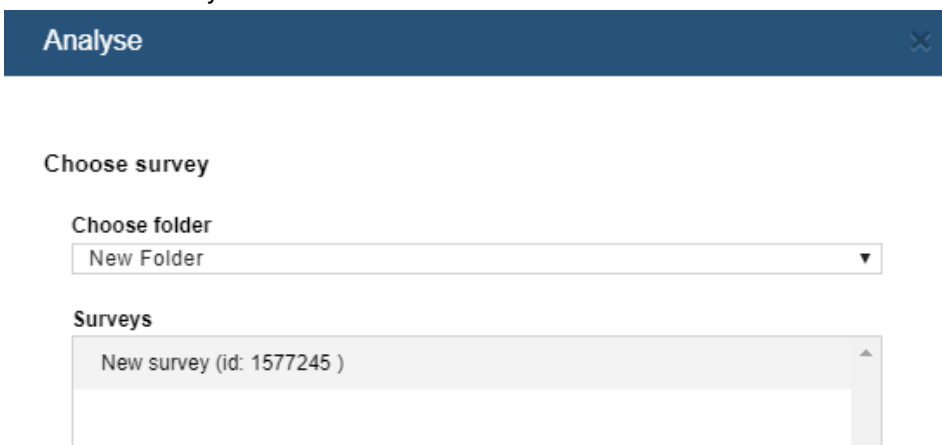 Analyse
Choose survey
Choose folder
New Folder
Surveys
New survey (id: 1577245 )